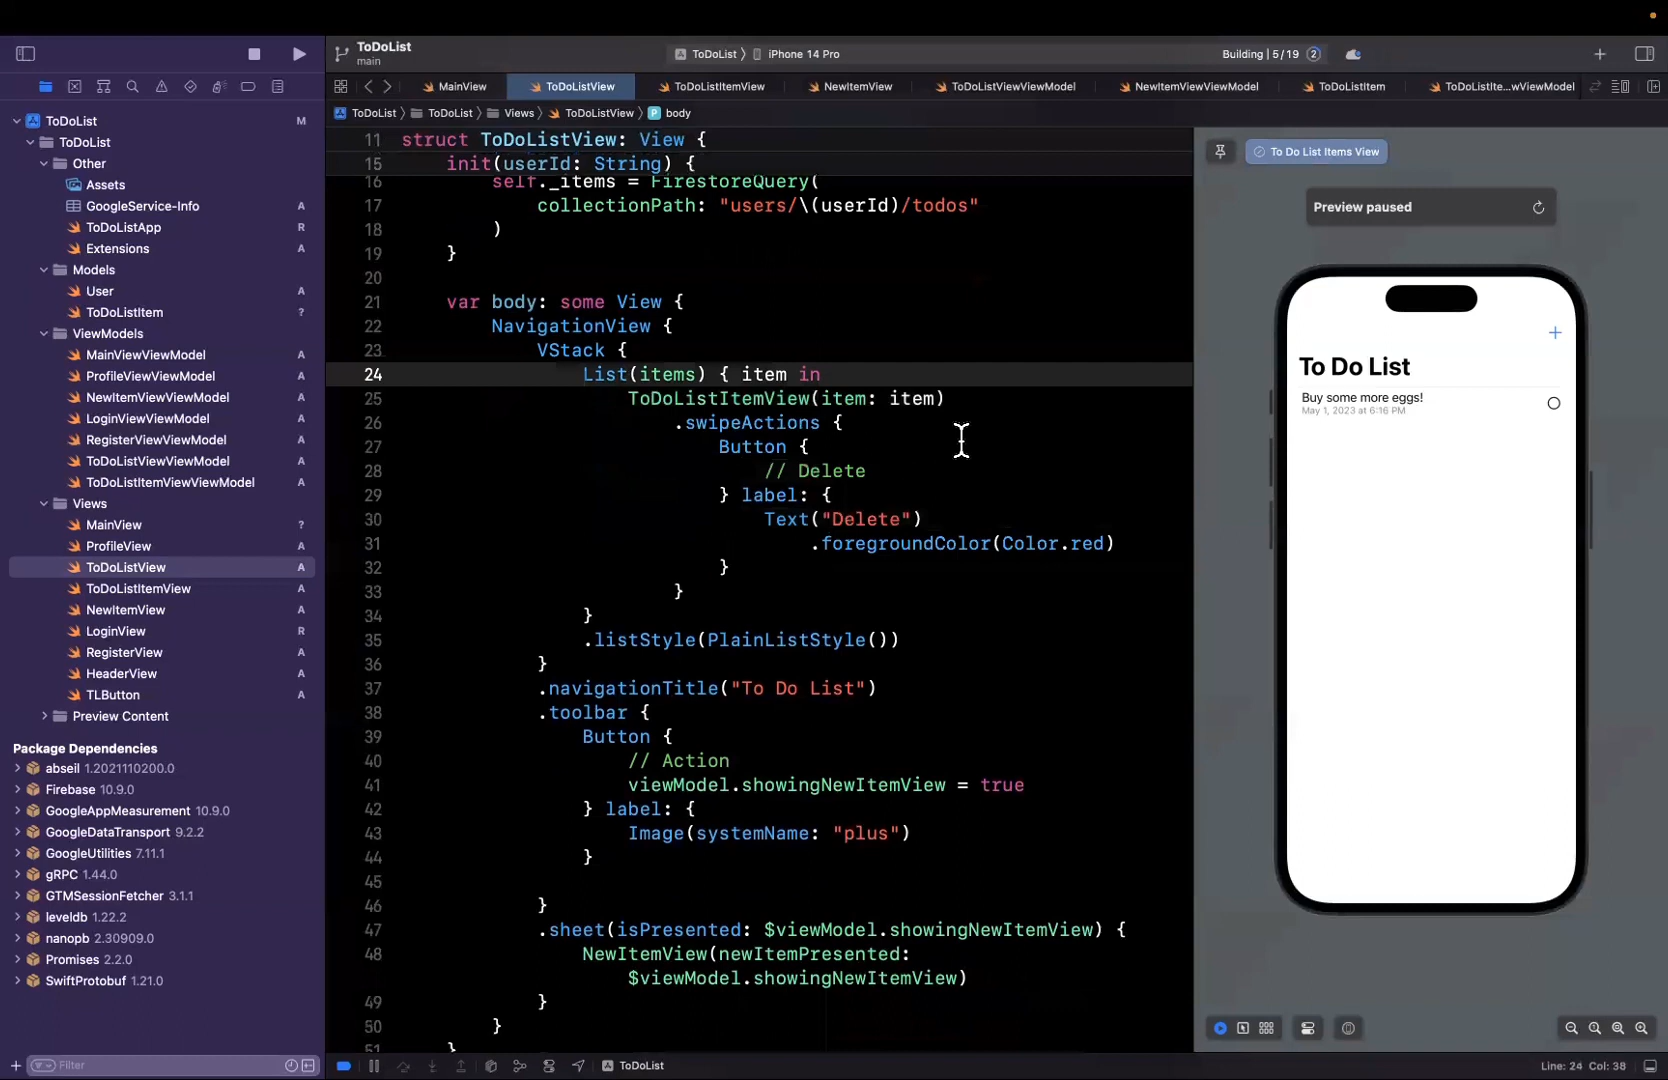 ToDoList
main
ToDoList
iPhone 14 Pro
Building | 5/19
2
MainView
ToDoListView
ToDoListItemView
NewItemView
ToDoListViewViewModel
NewItemViewViewModel
ToDoListItem
ToDoListIte...wViewModel
ToDoList
ToDoList
Views
ToDoListView
P body
ToDoList M
ToDoList
Other
Assets
GoogleService-Info A
ToDoListApp R
Extensions A
Models
User A
ToDoListItem ?
ViewModels
MainViewViewModel A
ProfileViewViewModel A
NewItemViewViewModel A
LoginViewViewModel A
RegisterViewViewModel A
ToDoListViewViewModel A
ToDoListItemViewViewModel A
Views
MainView ?
ProfileView A
ToDoListView A
ToDoListItemView A
NewItemView A
LoginView R
RegisterView A
HeaderView A
TLButton A
Preview Content
Package Dependencies
abseil 1.2021110200.0
Firebase 10.9.0
GoogleAppMeasurement 10.9.0
GoogleDataTransport 9.2.2
GoogleUtilities 7.11.1
gRPC 1.44.0
GTMSessionFetcher 3.1.1
leveldb 1.22.2
nanopb 2.30909.0
Promises 2.2.0
SwiftProtobuf 1.21.0
Filter
11 struct ToDoListView: View {
15 init(userId: String) {
16 self._items = FirestoreQuery(
17 collectionPath: "users/\(userId)/todos"
18 )
19 }
20
21 var body: some View {
22 NavigationView {
23 VStack {
24 List(items) { item in
25 ToDoListItemView(item: item)
26 .swipeActions {
27 Button {
28 // Delete
29 } label: {
30 Text("Delete")
31 .foregroundColor(Color.red)
32 }
33 }
34 }
35 .listStyle(PlainListStyle())
36 }
37 .navigationTitle("To Do List")
38 .toolbar {
39 Button {
40 // Action
41 viewModel.showingNewItemView = true
42 } label: {
43 Image(systemName: "plus")
44 }
45
46 }
47 .sheet(isPresented: $viewModel.showingNewItemView) {
48 NewItemView(newItemPresented:
$viewModel.showingNewItemView)
49 }
50 }
51 }
ToDoList
To Do List Items View
Preview paused
To Do List
Buy some more eggs!
May 1, 2023 at 6:16 PM
Line: 24 Col: 38